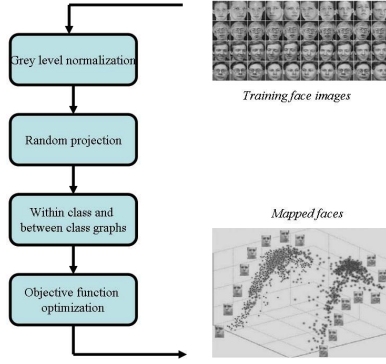 Grey level normalization
Training face images
Random projection
Within class and
between class graphs
Mapped faces
Objective function
optimization